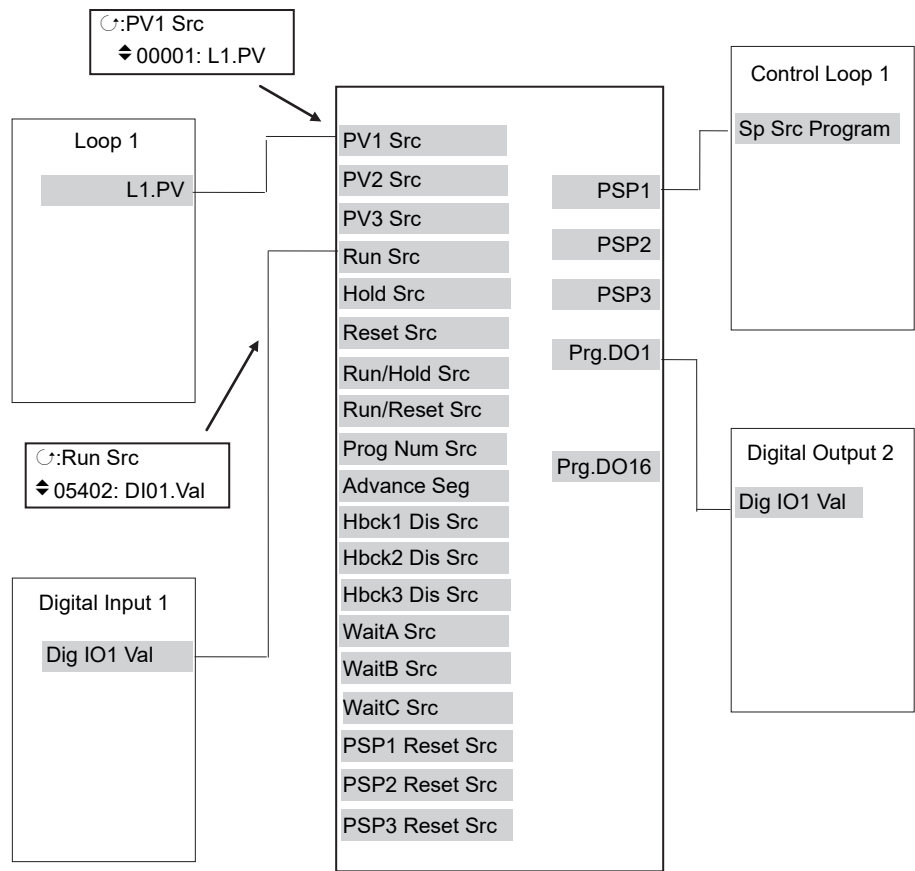 :PV1 Src
00001: L1.PV
Loop 1
L1.PV
:Run Src
05402: DI01.Val
Digital Input 1
Dig IO1 Val
PV1 Src
PV2 Src
PV3 Src
Run Src
Hold Src
Reset Src
Run/Hold Src
Run/Reset Src
Prog Num Src
Advance Seg
Hbck1 Dis Src
Hbck2 Dis Src
Hbck3 Dis Src
WaitA Src
WaitB Src
WaitC Src
PSP1 Reset Src
PSP2 Reset Src
PSP3 Reset Src
PSP1
PSP2
PSP3
Prg.DO1
Prg.DO16
Control Loop 1
Sp Src Program
Digital Output 2
Dig IO1 Val